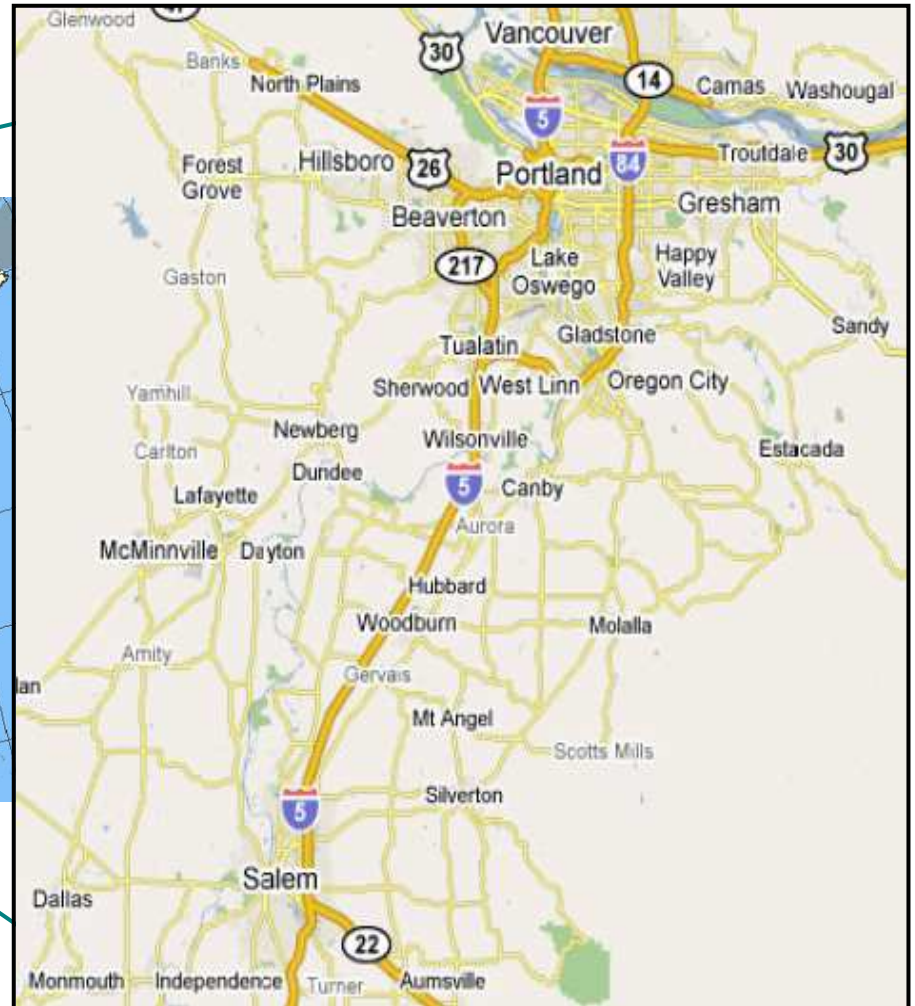 Glenwood
47
Vancouver
30
Banks
North Plains
14
Camas
Washougal
5
Forest
Grove
Hillsboro
26
Portland
84
Troutdale
30
Beaverton
Gresham
217
Lake
Oswego
Happy
Valley
Gaston
Tualatin
Gladstone
Sandy
Sherwood
West Linn
Oregon City
Yamhill
Newberg
Wilsonville
Carlton
Estacada
Dundee
Lafayette
5
Canby
Aurora
McMinnville
Dayton
Hubbard
Woodburn
Molalla
Amity
Gervais
lan
Mt Angel
Scotts Mills
5
Silverton
Salem
Dallas
22
Monmouth
Independence
Turner
Aumsville